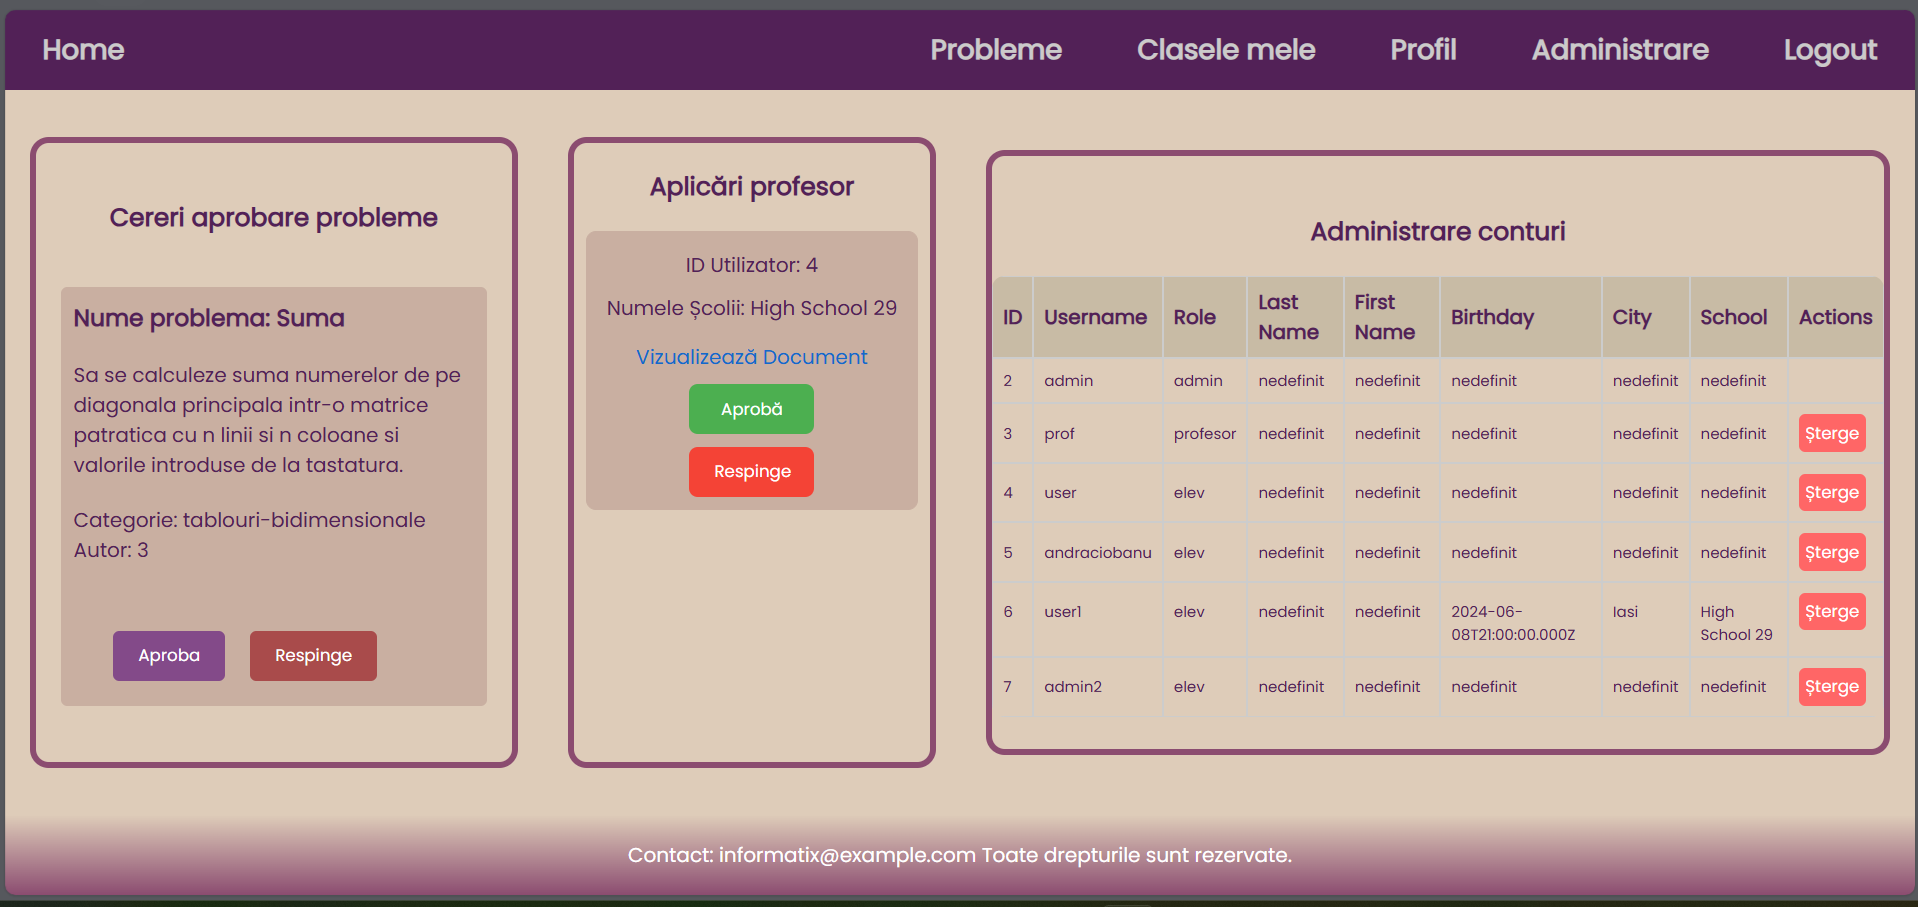 Home
Probleme
Clasele mele
Profil
Administrare
Logout
Cereri aprobare probleme
Nume problema: Suma
Sa se calculeze suma numerelor de pe
diagonala principala intr-o matrice
patratica cu n linii si n coloane si
valorile introduse de la tastatura.
Categorie: tablouri-bidimensionale
Autor: 3
Aproba
Respinge
Aplicări profesor
ID Utilizator: 4
Numele Școlii: High School 29
Vizualizează Document
Aprobă
Respinge
Administrare conturi
ID Username Role Last Name First Name Birthday City School Actions
2 admin admin nedefinit nedefinit nedefinit nedefinit nedefinit
3 prof profesor nedefinit nedefinit nedefinit nedefinit nedefinit Șterge
4 user elev nedefinit nedefinit nedefinit nedefinit nedefinit Șterge
5 andraciobanu elev nedefinit nedefinit nedefinit nedefinit nedefinit Șterge
6 user1 elev nedefinit nedefinit 2024-06-08T21:00:00.000Z Iasi High School 29 Șterge
7 admin2 elev nedefinit nedefinit nedefinit nedefinit nedefinit Șterge
Contact: informatix@example.com Toate drepturile sunt rezervate.